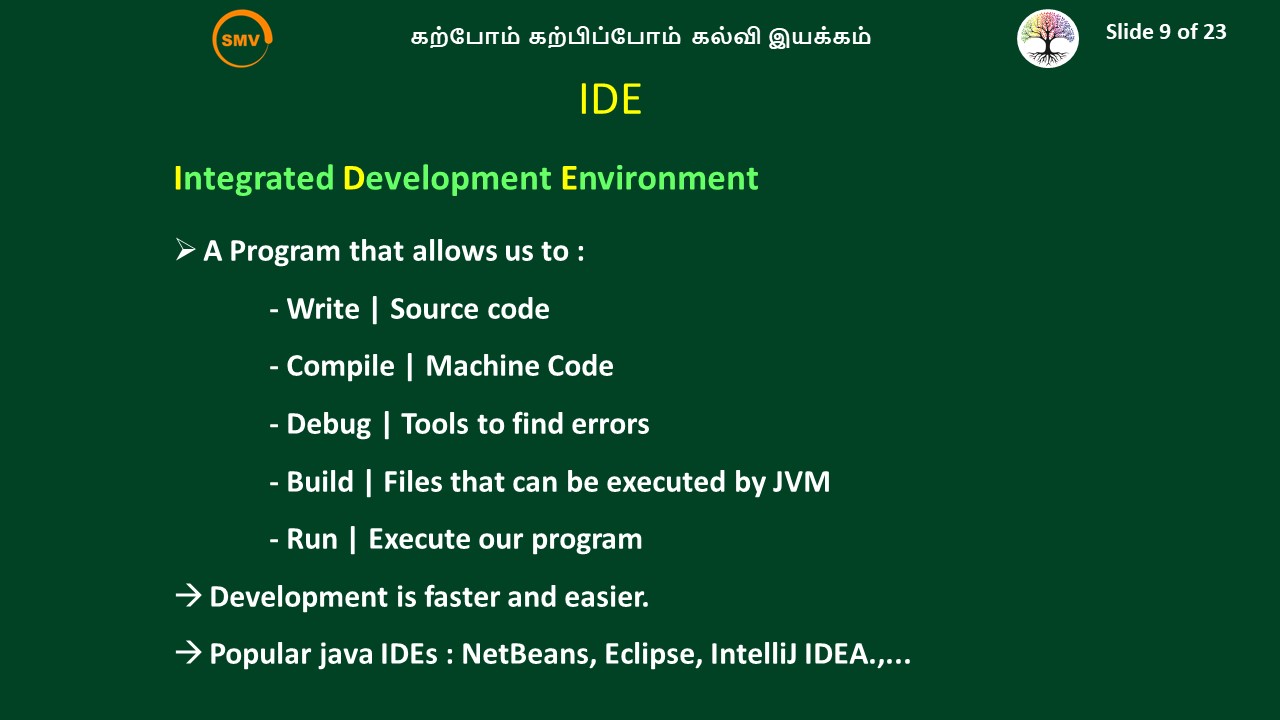 SMV
கற்போம் கற்பிப்போம் கல்வி இயக்கம்
Slide 9 of 23
IDE
Integrated Development Environment
➢ A Program that allows us to :
- Write | Source code
- Compile | Machine Code
- Debug | Tools to find errors
- Build | Files that can be executed by JVM
- Run | Execute our program
→ Development is faster and easier.
→ Popular java IDEs : NetBeans, Eclipse, IntelliJ IDEA.,...